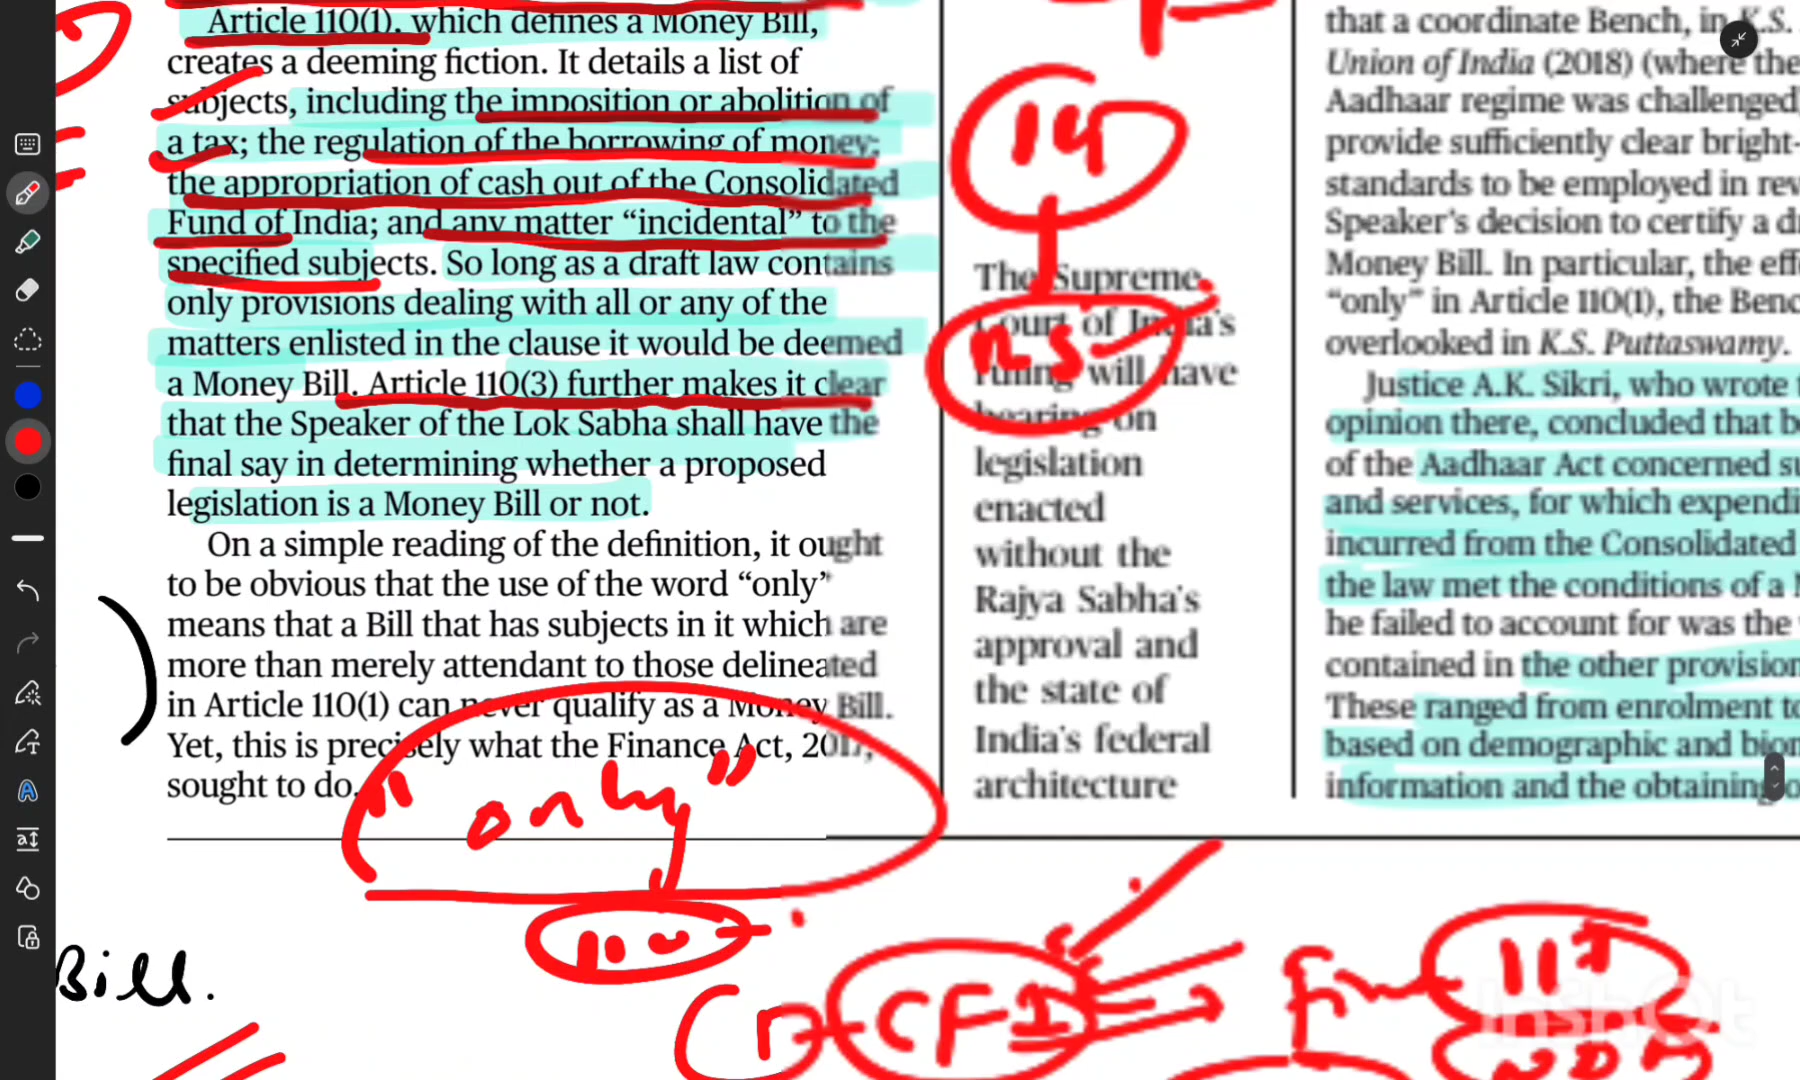 Article 110(1), which defines a Money Bill,
creates a deeming fiction. It details a list of
subjects, including the imposition or abolition of
a tax; the regulation of the borrowing of money;
the appropriation of cash out of the Consolidated
Fund of India; and any matter “incidental” to the
specified subjects. So long as a draft law contains
only provisions dealing with all or any of the
matters enlisted in the clause it would be deemed
a Money Bill. Article 110(3) further makes it clear
that the Speaker of the Lok Sabha shall have the
final say in determining whether a proposed
legislation is a Money Bill or not.
On a simple reading of the definition, it ought
to be obvious that the use of the word “only”
means that a Bill that has subjects in it which are
more than merely attendant to those delineated
in Article 110(1) can never qualify as a Money Bill.
Yet, this is precisely what the Finance Act, 2017,
sought to do.
"only"
Bill.
14
The Supreme
Court of India's
ruling will have
bearing on
legislation
enacted
without the
Rajya Sabha's
approval and
the state of
India's federal
architecture
CFI
that a coordinate Bench, in K.S.
Union of India (2018) (where the
Aadhaar regime was challenged)
provide sufficiently clear bright-
standards to be employed in rev
Speaker's decision to certify a d
Money Bill. In particular, the eff
“only” in Article 110(1), the Benc
overlooked in K.S. Puttaswamy.
Justice A.K. Sikri, who wrote
opinion there, concluded that b
of the Aadhaar Act concerned su
and services, for which expendi
incurred from the Consolidated
the law met the conditions of a
he failed to account for was the
contained in the other provision
These ranged from enrolment to
based on demographic and biom
information and the obtaining o
InShOt